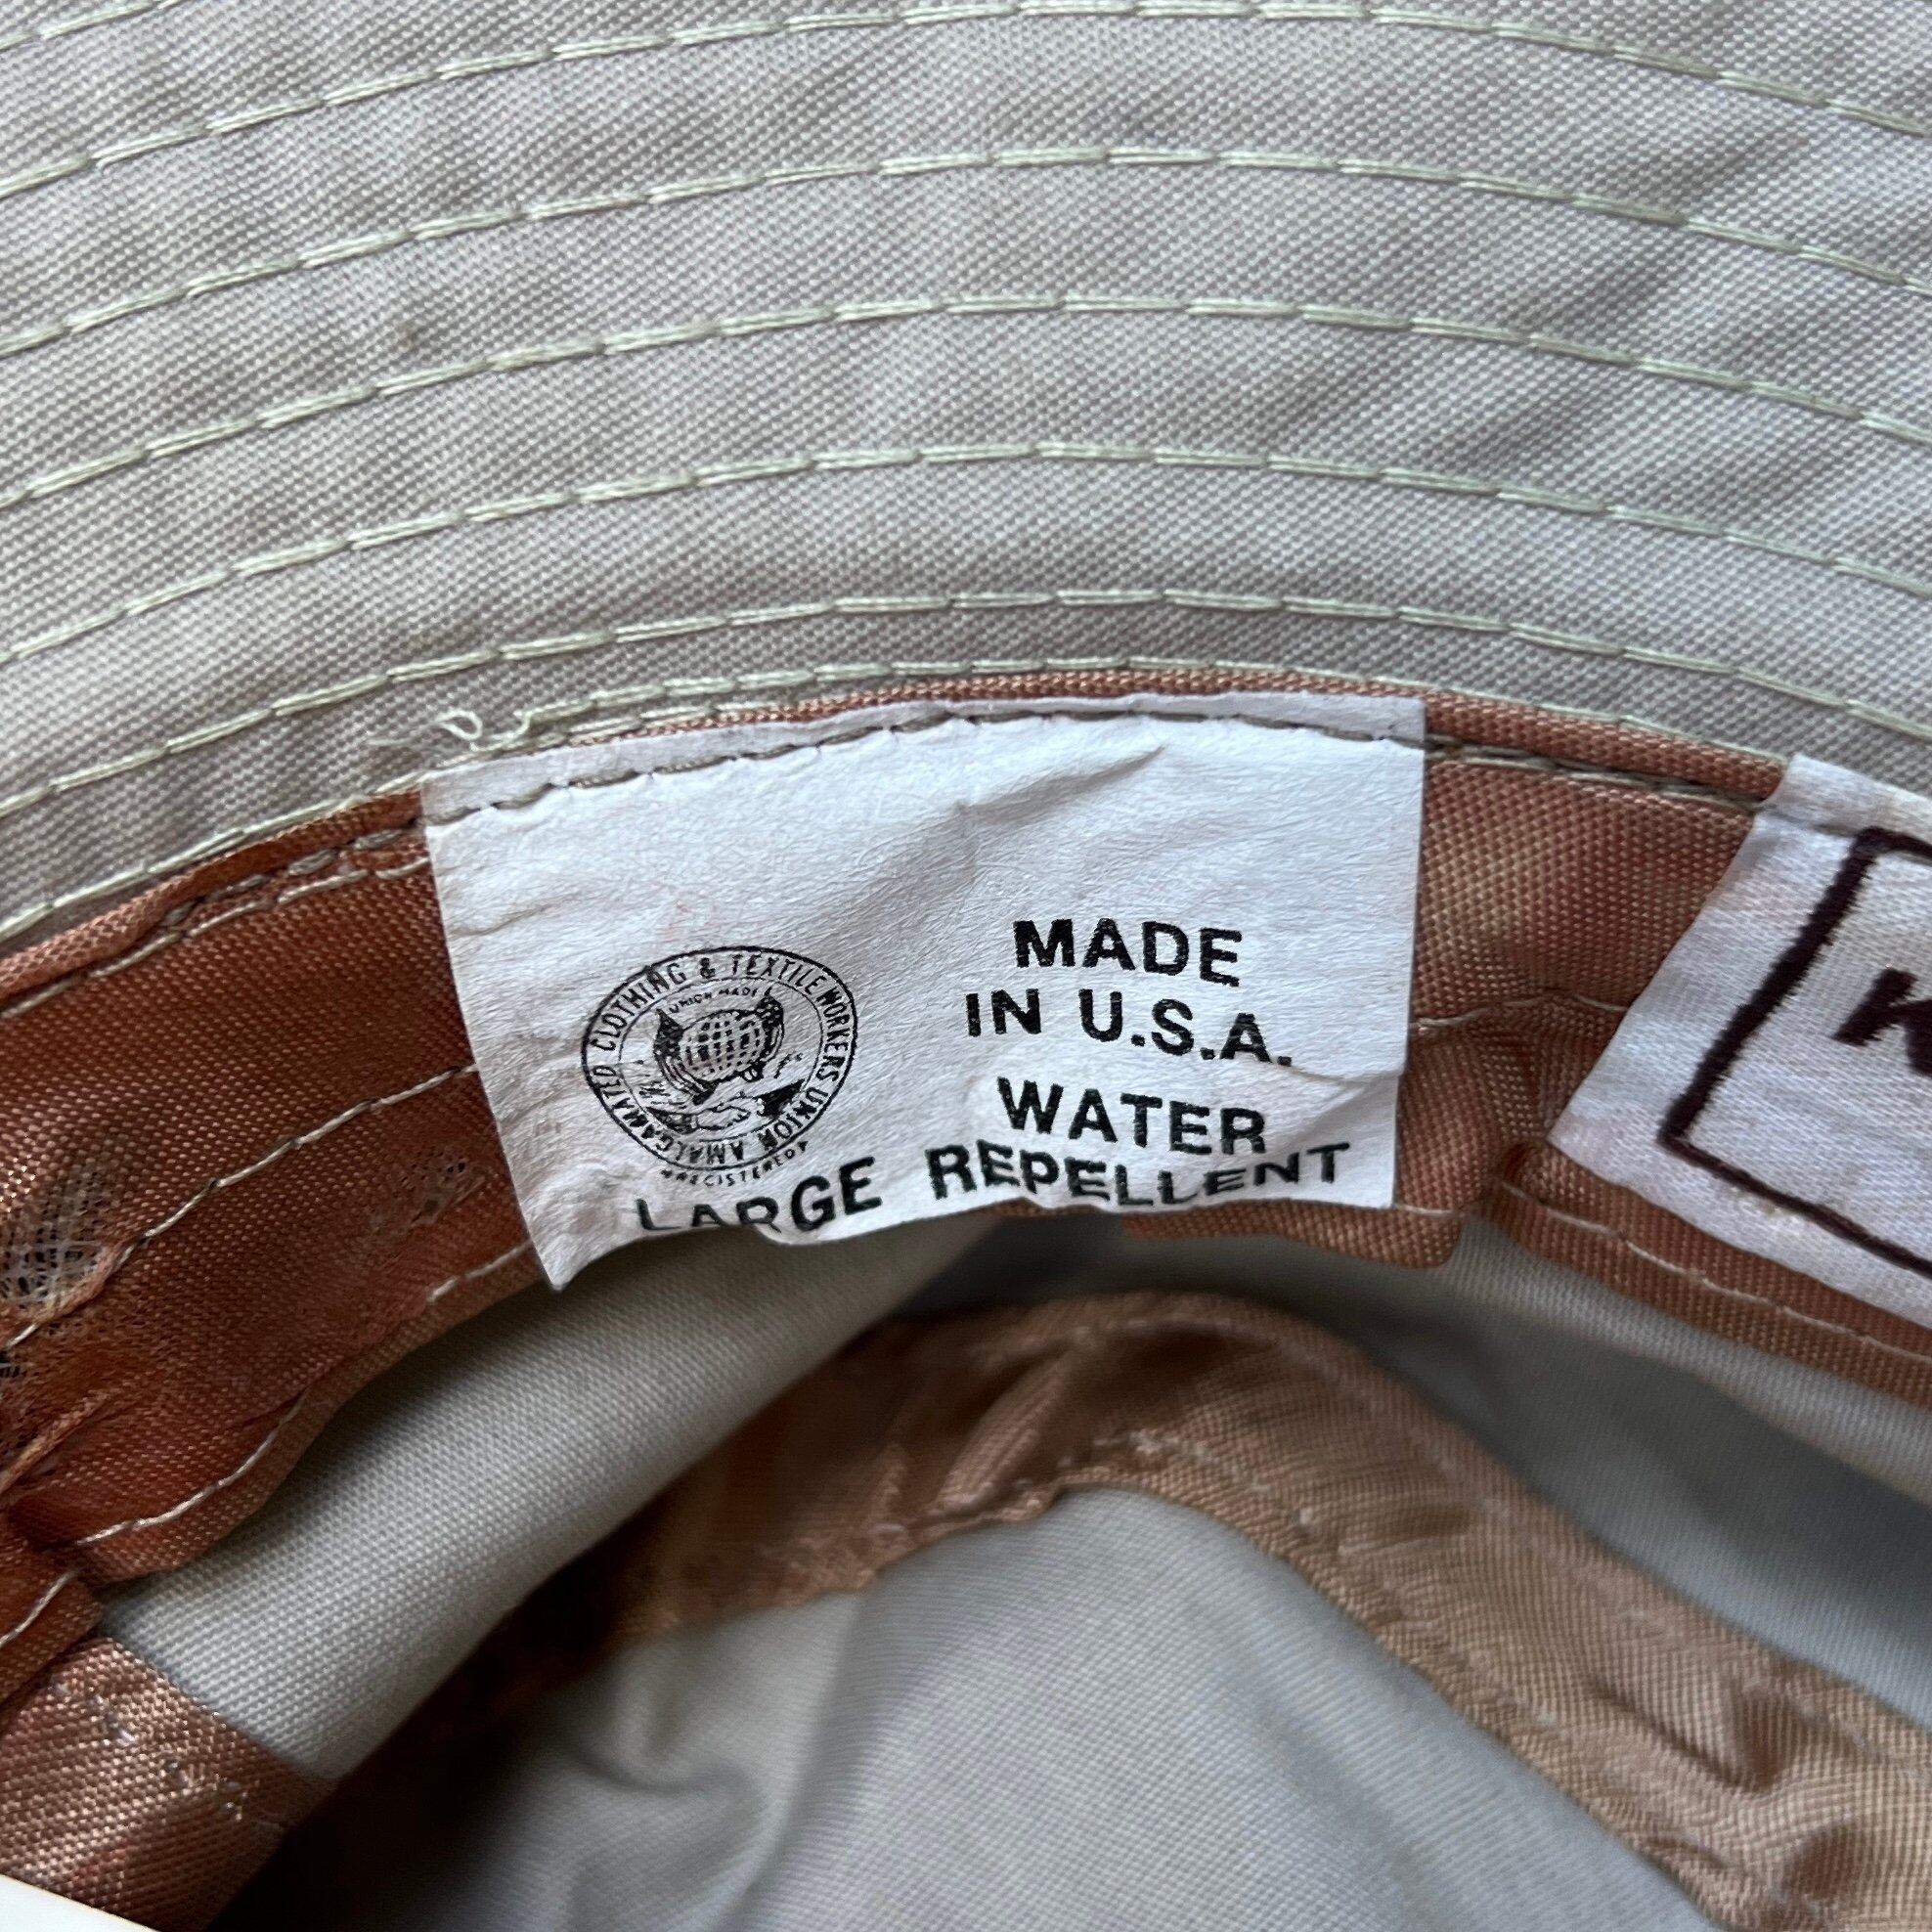 MADE
IN U.S.A.
WATER
REPELLENT
LARGE
AMALGAMATED CLOTHING & TEXTILE WORKERS UNION
UNION MADE
REGISTERED
K